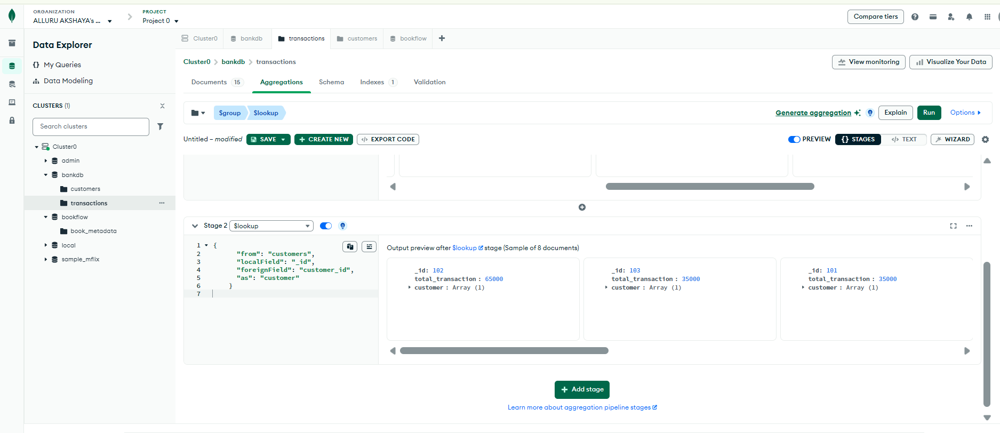 ORGANIZATION
ALLURU AKSHAYA's ...
PROJECT
Project 0
Compare tiers
Data Explorer
My Queries
Data Modeling
CLUSTERS (1)
Search clusters
Cluster0
admin
bankdb
customers
transactions
bookflow
book_metadata
local
sample_mflix
Cluster0
bankdb
transactions
customers
bookflow
Cluster0 > bankdb > transactions
View monitoring
Visualize Your Data
Documents 15
Aggregations
Schema
Indexes 1
Validation
$group
$lookup
Generate aggregation
Explain
Run
Options
Untitled – modified
SAVE
CREATE NEW
</> EXPORT CODE
PREVIEW
{} STAGES
</> TEXT
WIZARD
Stage 2 $lookup
1 {
2 "from": "customers",
3 "localField": "_id",
4 "foreignField": "customer_id",
5 "as": "customer"
6 }
7
Output preview after $lookup stage (Sample of 8 documents)
_id: 102
total_transaction : 65000
customer : Array (1)
_id: 103
total_transaction : 35000
customer : Array (1)
_id: 101
total_transaction : 35000
customer : Array (1)
+ Add stage
Learn more about aggregation pipeline stages